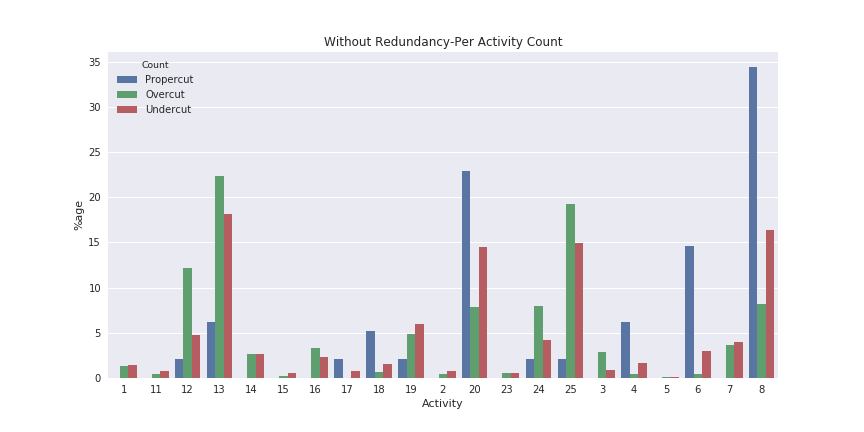 Without Redundancy-Per Activity Count
Count
Propercut
Overcut
Undercut
35
30
25
20
15
10
5
0
%age
1 11 12 13 14 15 16 17 18 19 2 20 23 24 25 3 4 5 6 7 8
Activity